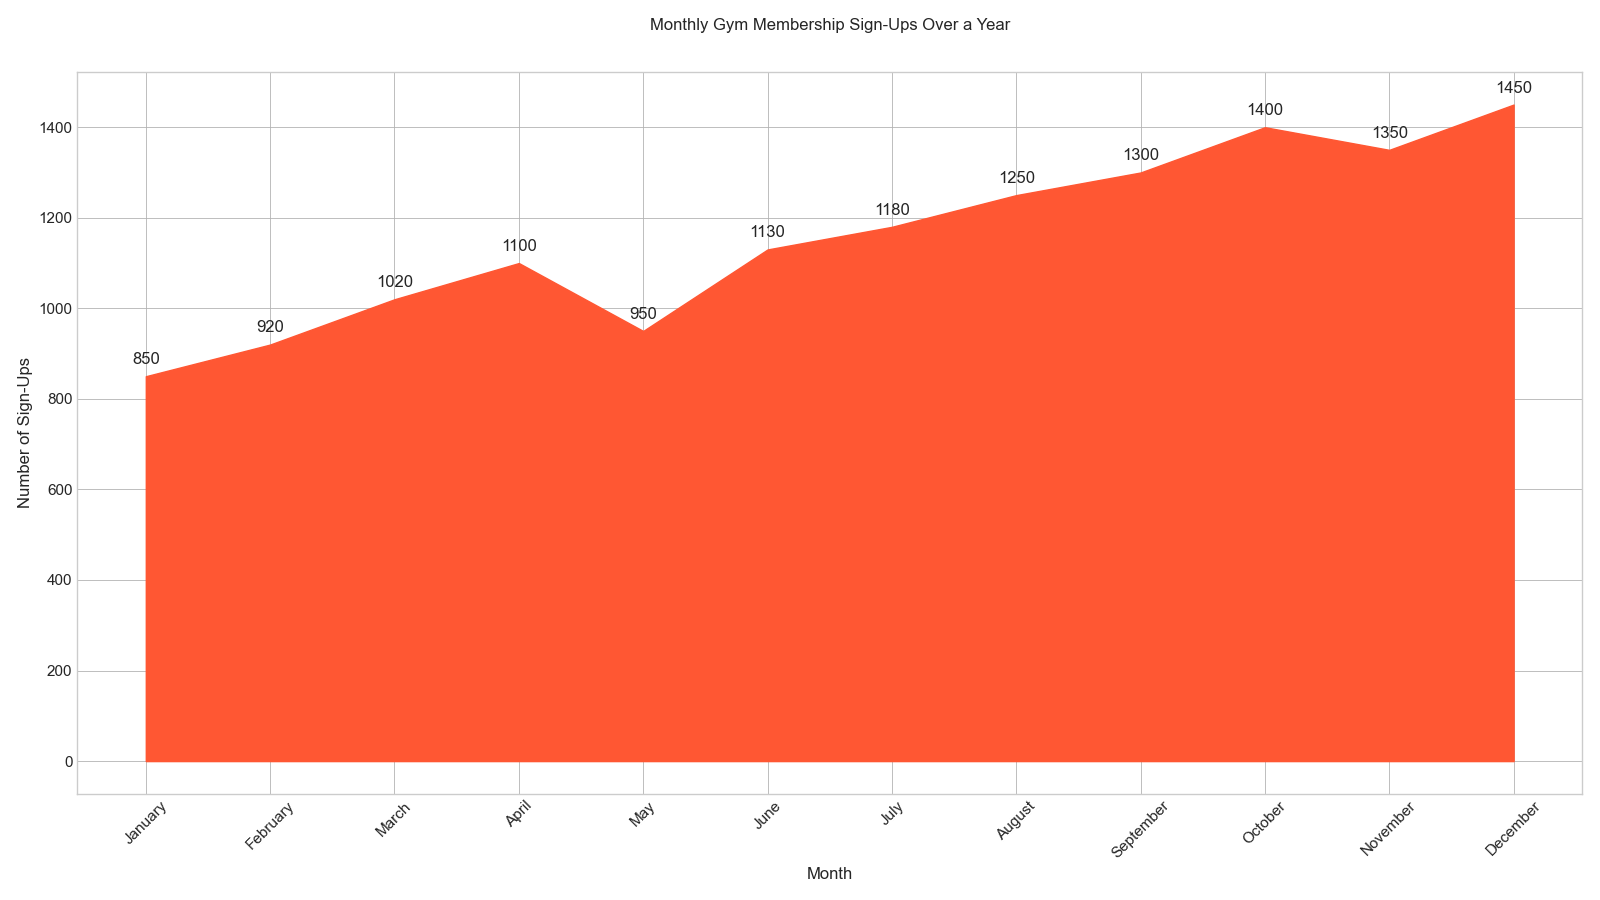 Monthly Gym Membership Sign-Ups Over a Year
Number of Sign-Ups
1400
1200
1000
800
600
400
200
0
850
920
1020
1100
950
1130
1180
1250
1300
1400
1350
1450
January
February
March
April
May
June
July
August
September
October
November
December
Month